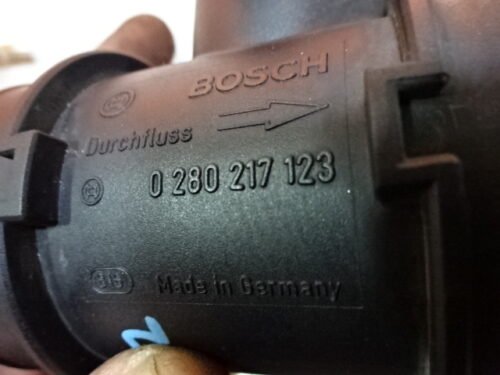 BOSCH
Durchfluss
0 280 217 123
Made in Germany